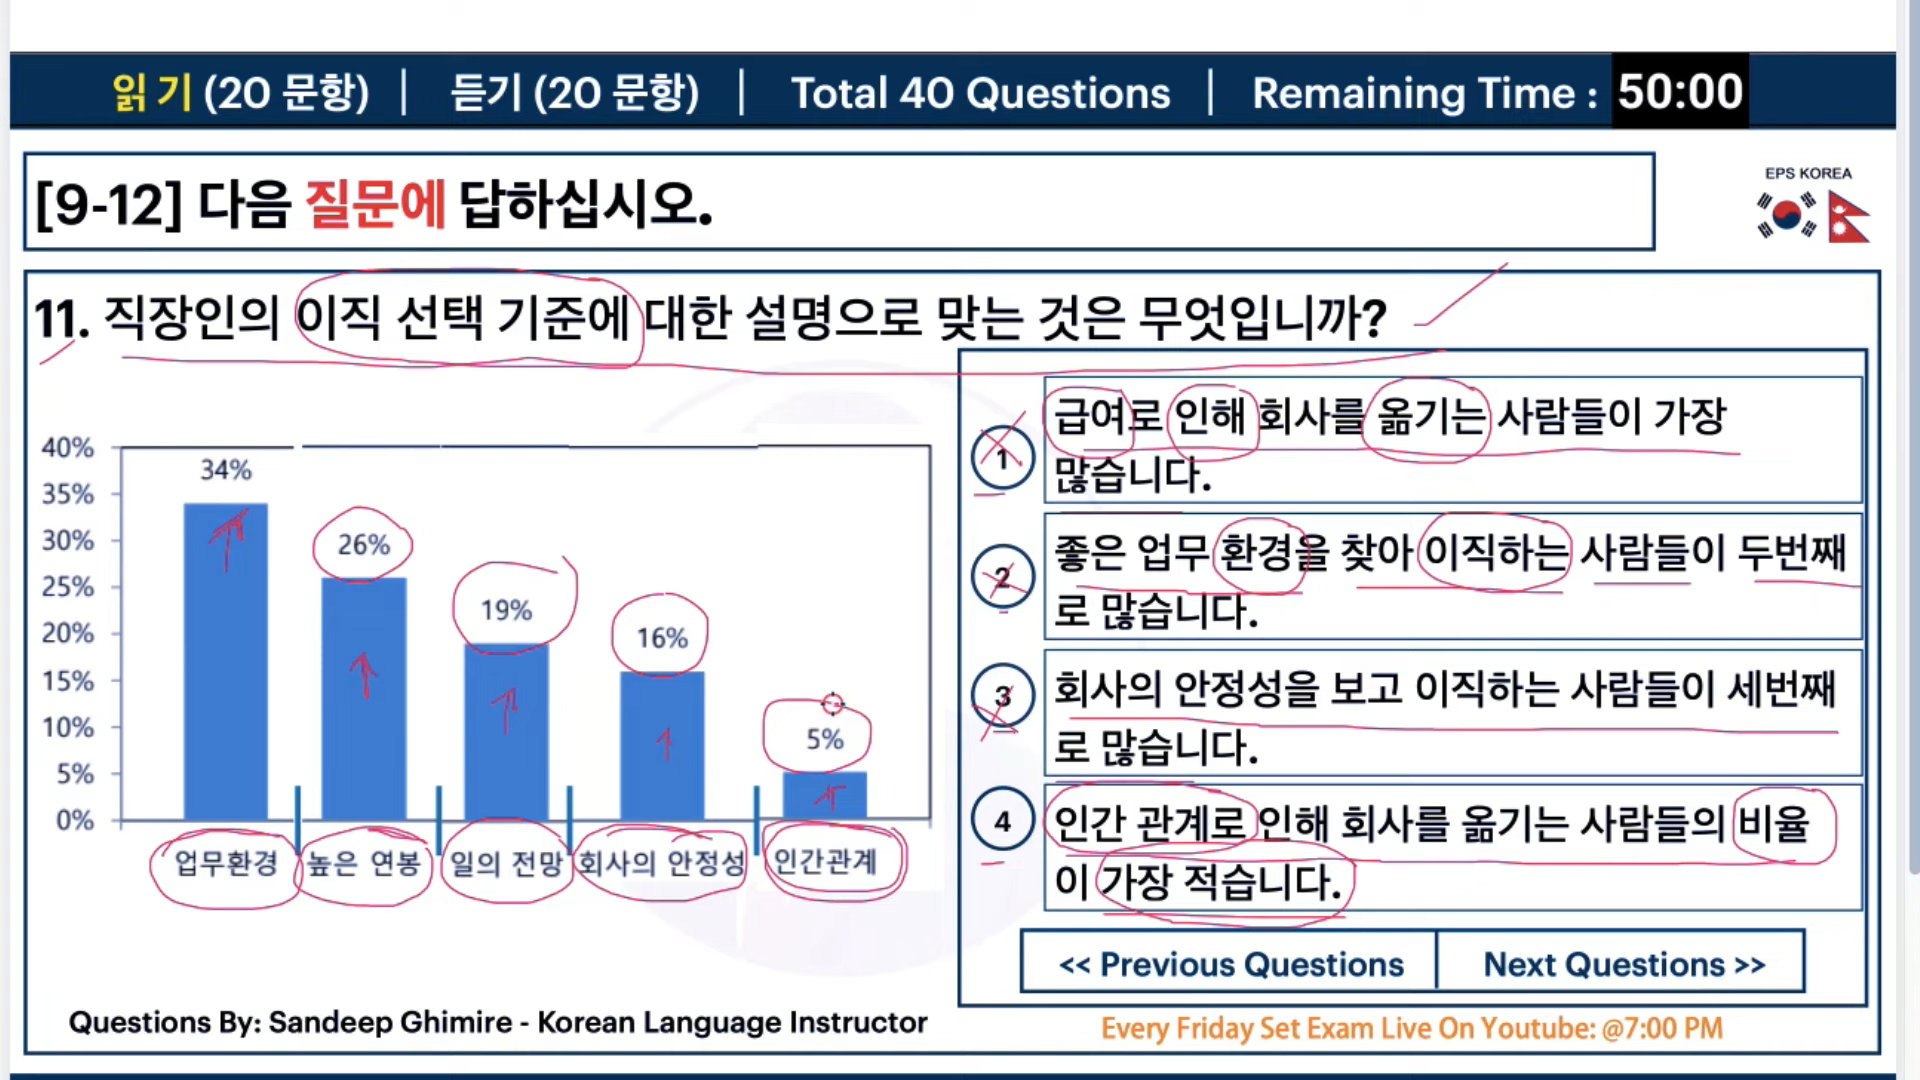 읽 기 (20 문항) | 듣기 (20 문항) | Total 40 Questions | Remaining Time : 50:00
[9-12] 다음 질문에 답하십시오.
EPS KOREA
11. 직장인의 이직 선택 기준에 대한 설명으로 맞는 것은 무엇입니까?
40%
35%
30%
25%
20%
15%
10%
5%
0%
34%
26%
19%
16%
5%
업무환경
높은 연봉
일의 전망
회사의 안정성
인간관계
1 급여로 인해 회사를 옮기는 사람들이 가장
많습니다.
2 좋은 업무 환경을 찾아 이직하는 사람들이 두번째
로 많습니다.
3 회사의 안정성을 보고 이직하는 사람들이 세번째
로 많습니다.
4 인간 관계로 인해 회사를 옮기는 사람들의 비율
이 가장 적습니다.
<< Previous Questions
Next Questions >>
Questions By: Sandeep Ghimire - Korean Language Instructor
Every Friday Set Exam Live On Youtube: @7:00 PM